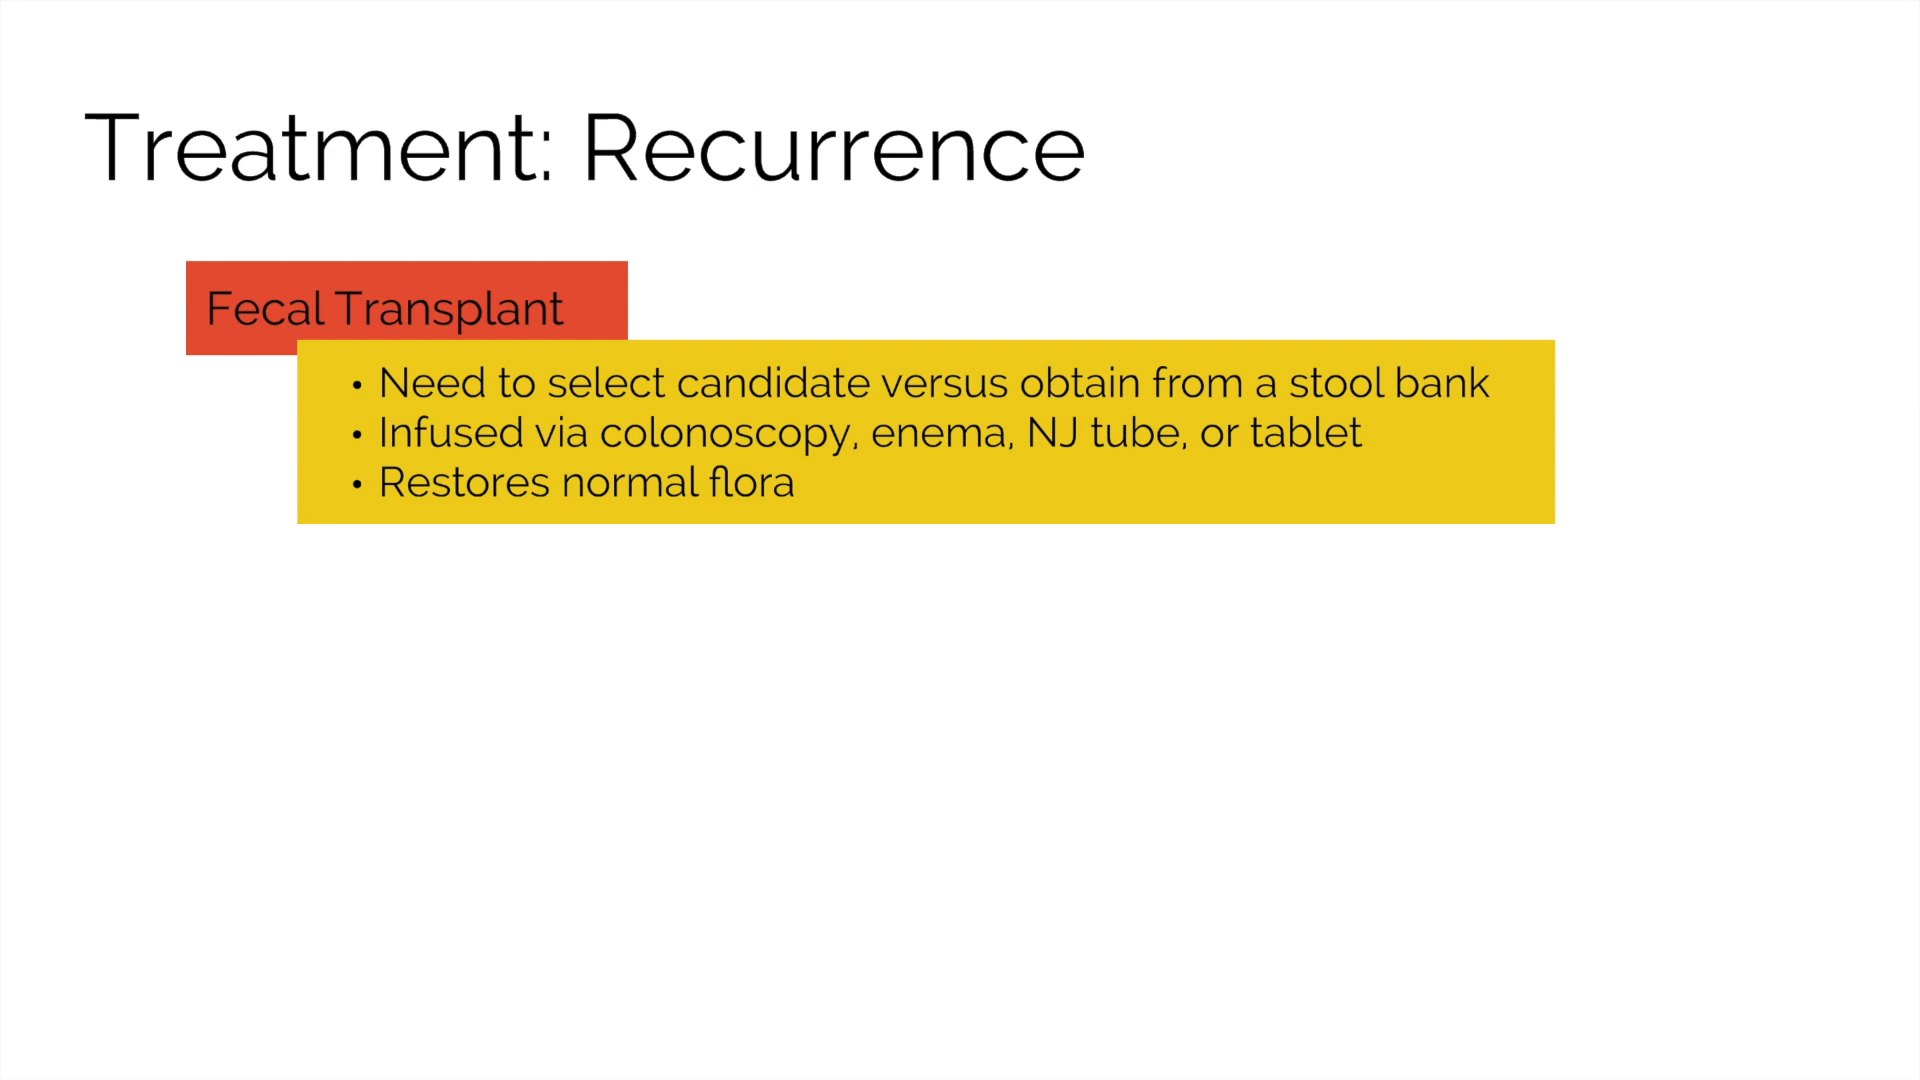 Treatment: Recurrence
Fecal Transplant
• Need to select candidate versus obtain from a stool bank
• Infused via colonoscopy, enema, NJ tube, or tablet
• Restores normal flora